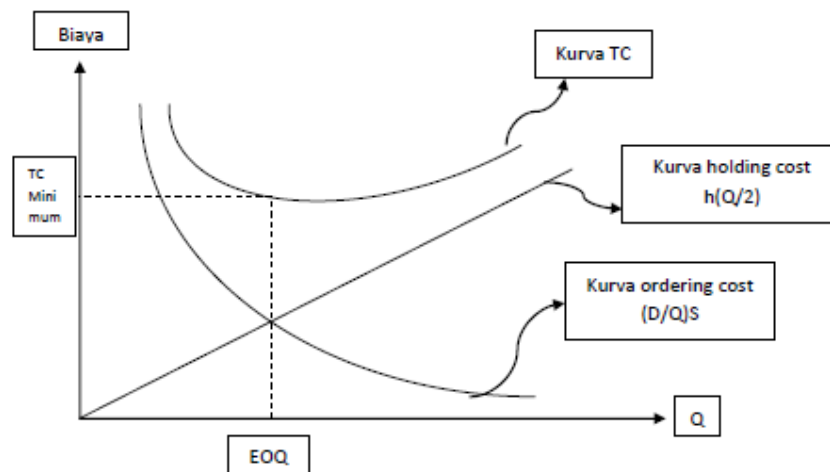 Biaya
Kurva TC
TC
Mini
mum
Kurva holding cost
h(Q/2)
Kurva ordering cost
(D/Q)S
Q
EOQ